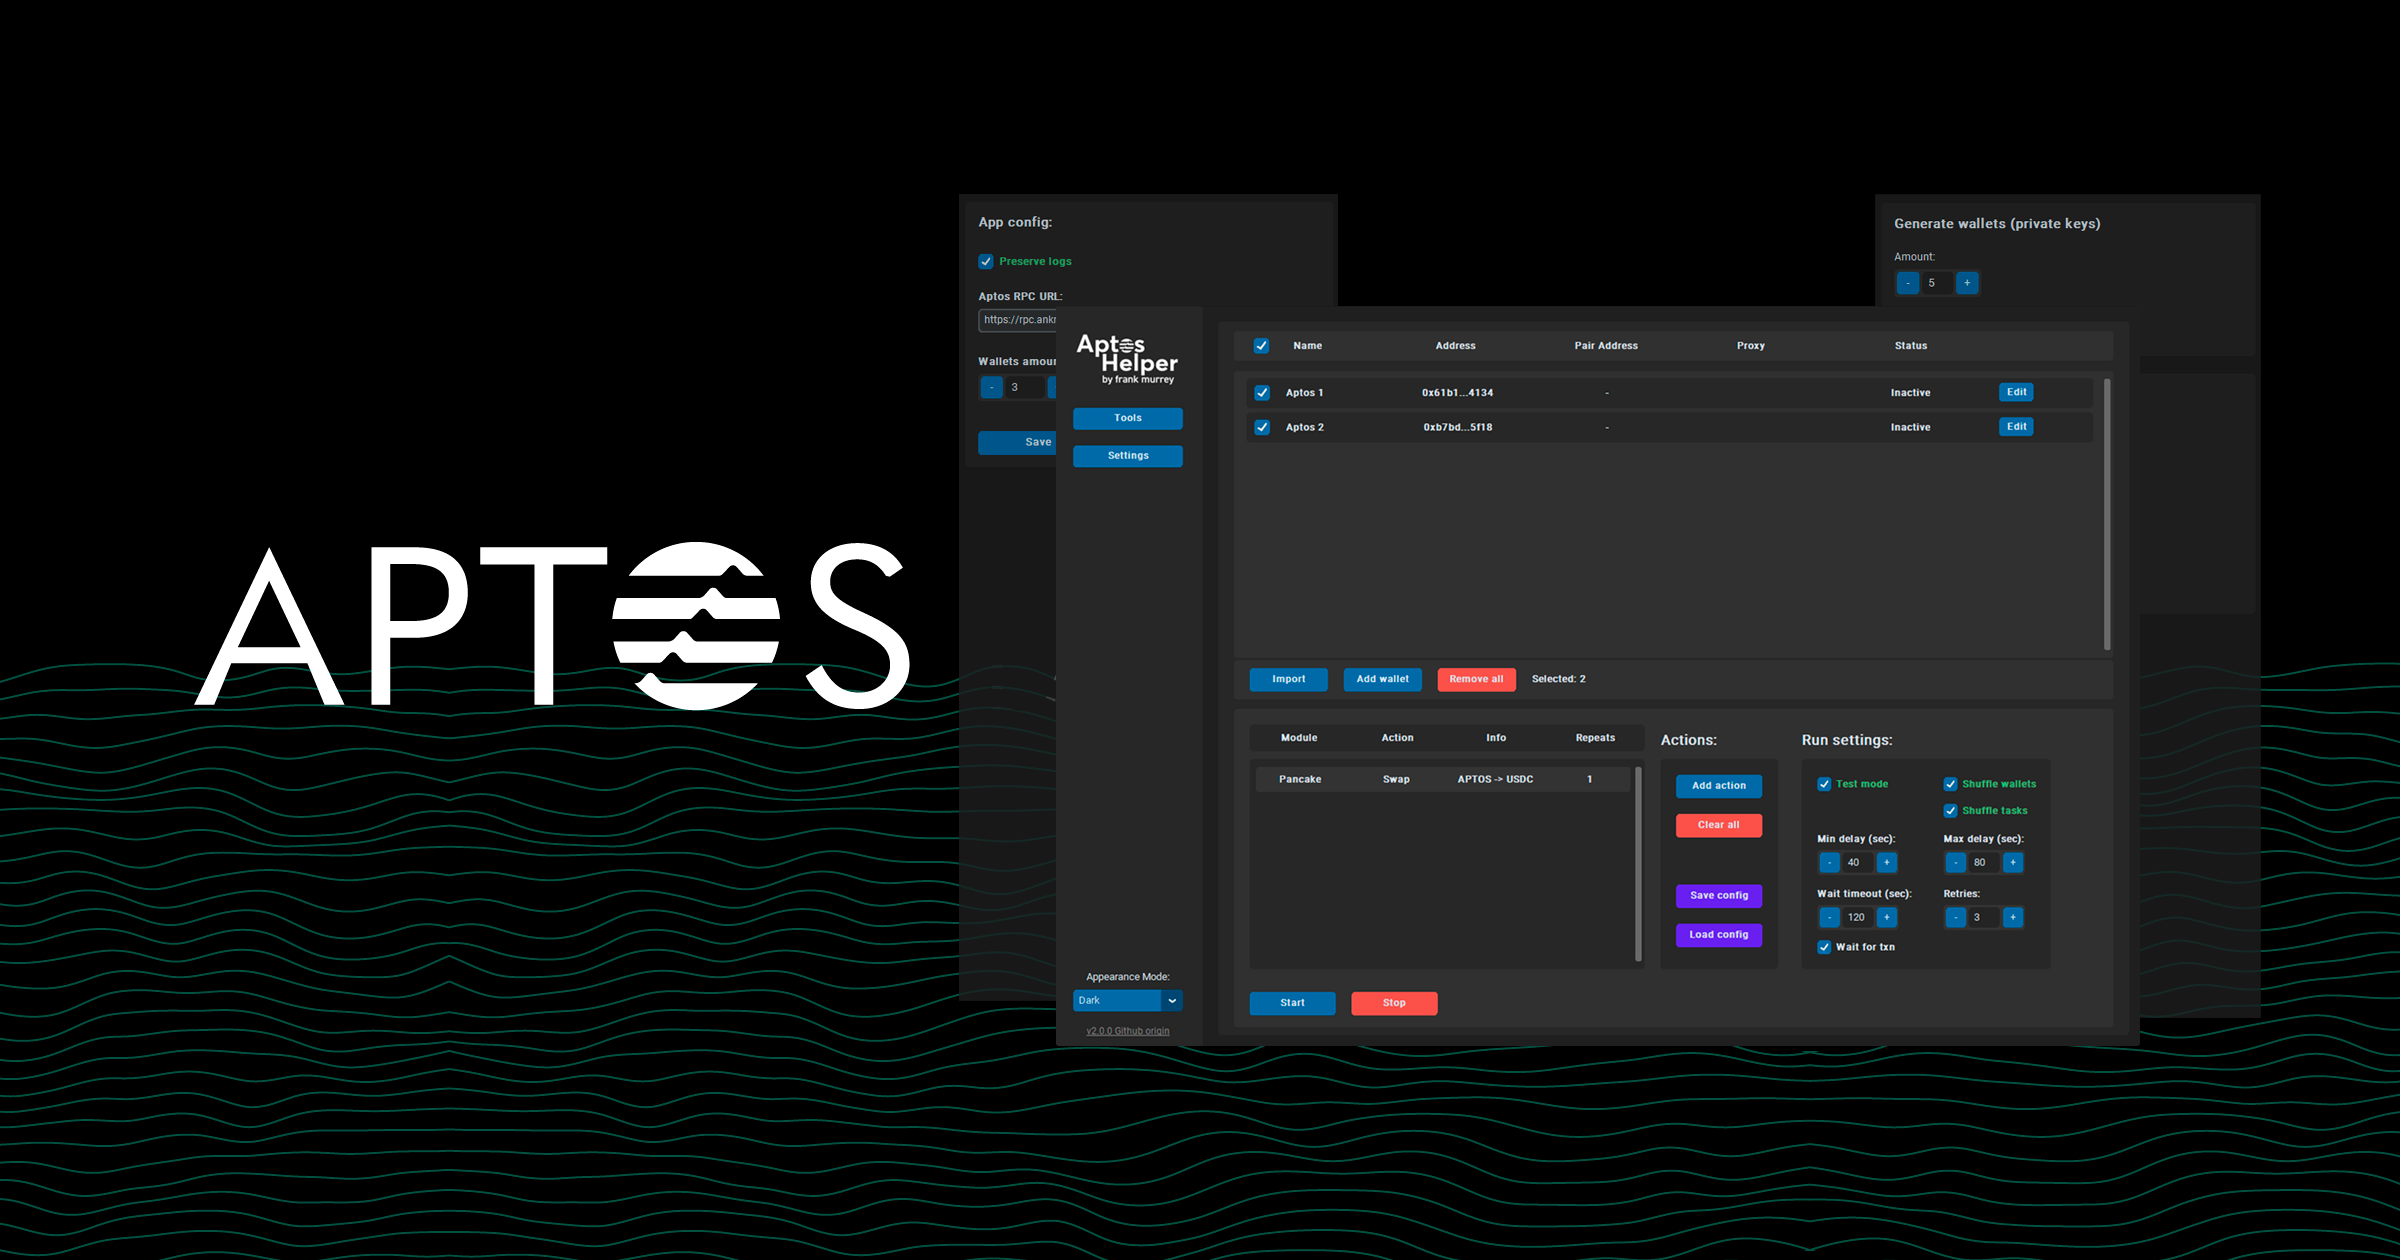 APTOS
App config:
Preserve logs
Aptos RPC URL:
https://rpc.ankr
Wallets amoun
- 3
Save
Generate wallets (private keys)
Amount:
- 5 +
Aptos
Helper
by frank murrey
Tools
Settings
Appearance Mode:
Dark
v2.0.0 Github origin
Name Address Pair Address Proxy Status
Aptos 1 0x61b1...4134 - Inactive Edit
Aptos 2 0xb7bd...5f18 - Inactive Edit
Import Add wallet Remove all Selected: 2
Module Action Info Repeats
Pancake Swap APTOS -> USDC 1
Actions:
Add action
Clear all
Save config
Load config
Run settings:
Test mode Shuffle wallets
Shuffle tasks
Min delay (sec): Max delay (sec):
- 40 + - 80 +
Wait timeout (sec): Retries:
- 120 + - 3 +
Wait for txn
Start Stop